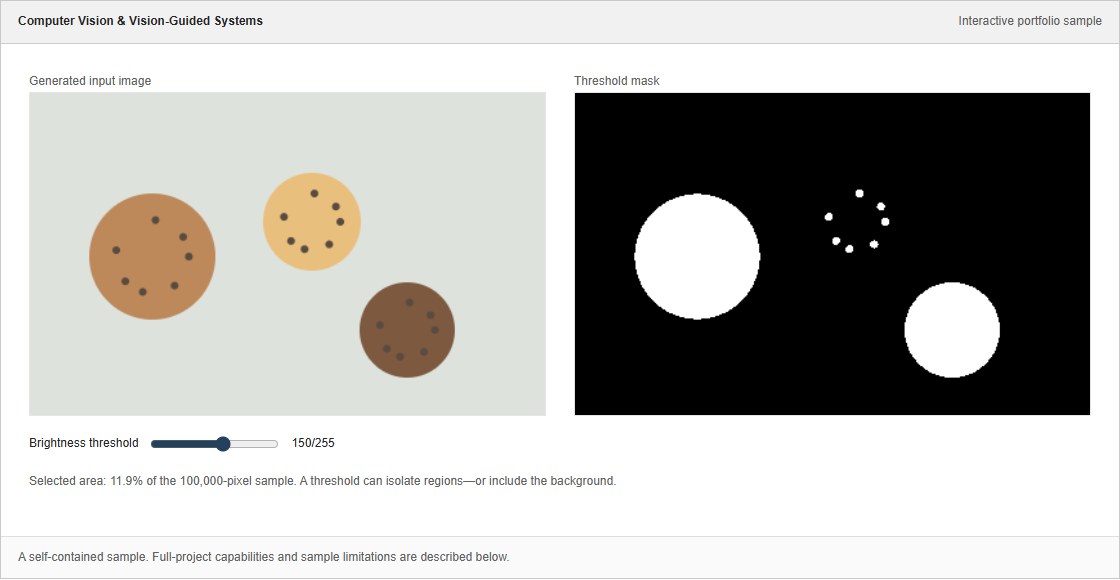 Computer Vision & Vision-Guided Systems
Interactive portfolio sample
Generated input image
Threshold mask
Brightness threshold 150/255
Selected area: 11.9% of the 100,000-pixel sample. A threshold can isolate regions—or include the background.
A self-contained sample. Full-project capabilities and sample limitations are described below.